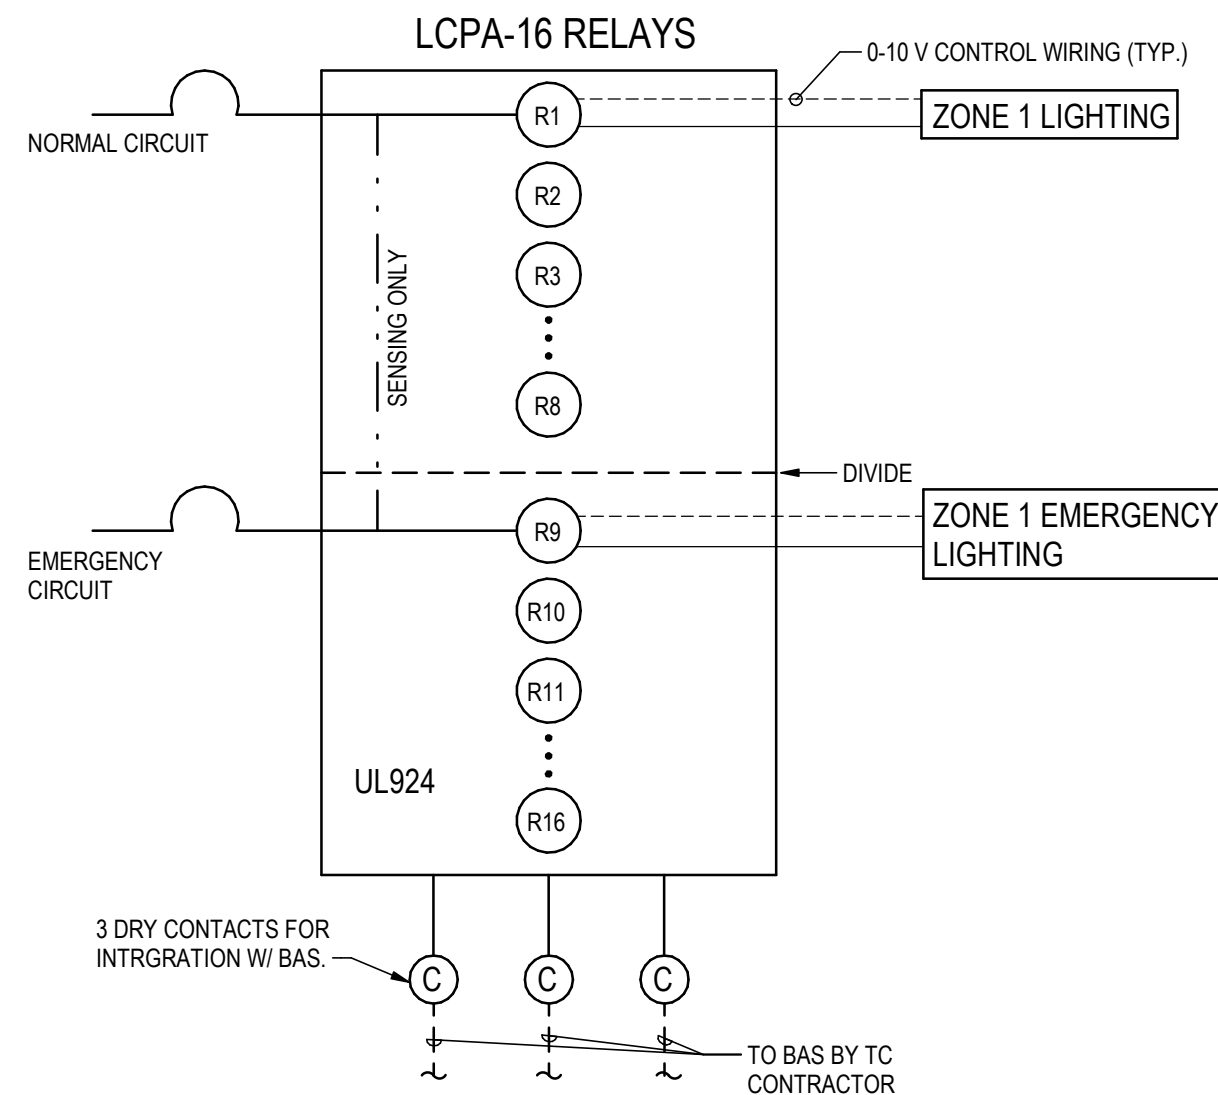 LCPA-16 RELAYS
0-10 V CONTROL WIRING (TYP.)
R1
ZONE 1 LIGHTING
NORMAL CIRCUIT
R2
SENSING ONLY
R3
R8
DIVIDE
R9
ZONE 1 EMERGENCY
LIGHTING
EMERGENCY
CIRCUIT
R10
R11
UL924
R16
3 DRY CONTACTS FOR
INTRGRATION W/ BAS.
C
C
C
TO BAS BY TC
CONTRACTOR